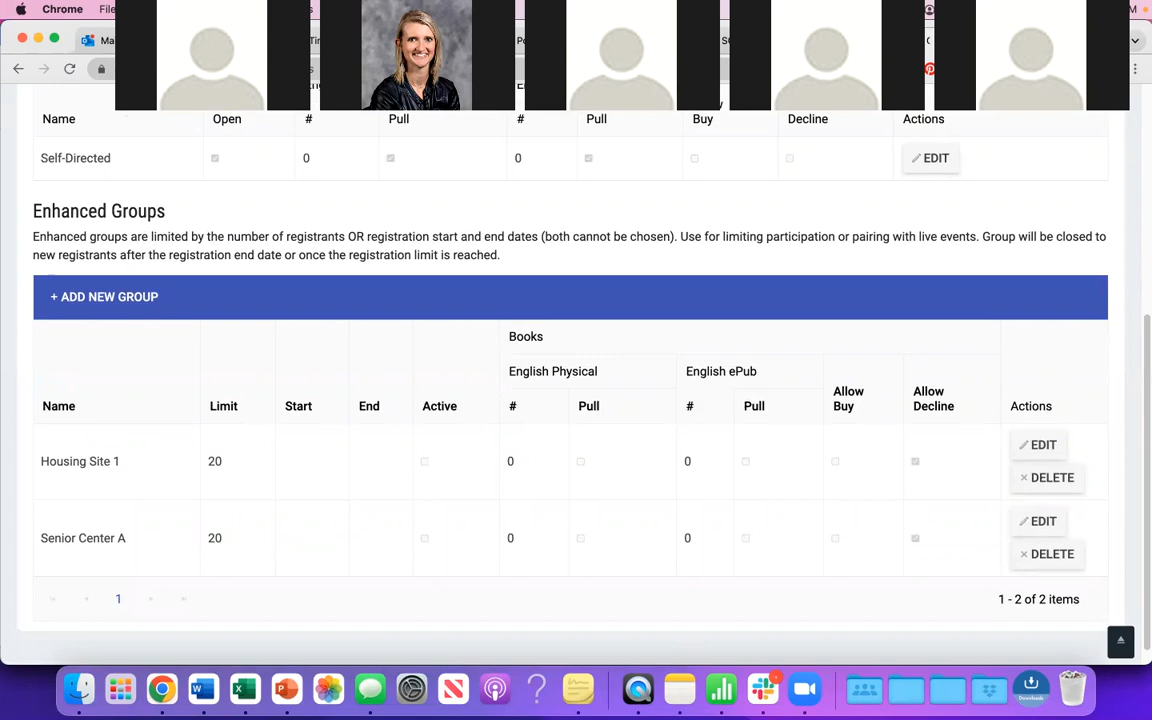 Chrome File
Ma
Name Open # Pull # Pull Buy Decline Actions
Self-Directed 0 0 EDIT
Enhanced Groups
Enhanced groups are limited by the number of registrants OR registration start and end dates (both cannot be chosen). Use for limiting participation or pairing with live events. Group will be closed to
new registrants after the registration end date or once the registration limit is reached.
+ ADD NEW GROUP
Books
English Physical English ePub
Name Limit Start End Active # Pull # Pull Allow Buy Allow Decline Actions
Housing Site 1 20 0 0 EDIT
× DELETE
Senior Center A 20 0 0 EDIT
× DELETE
1 1 - 2 of 2 items